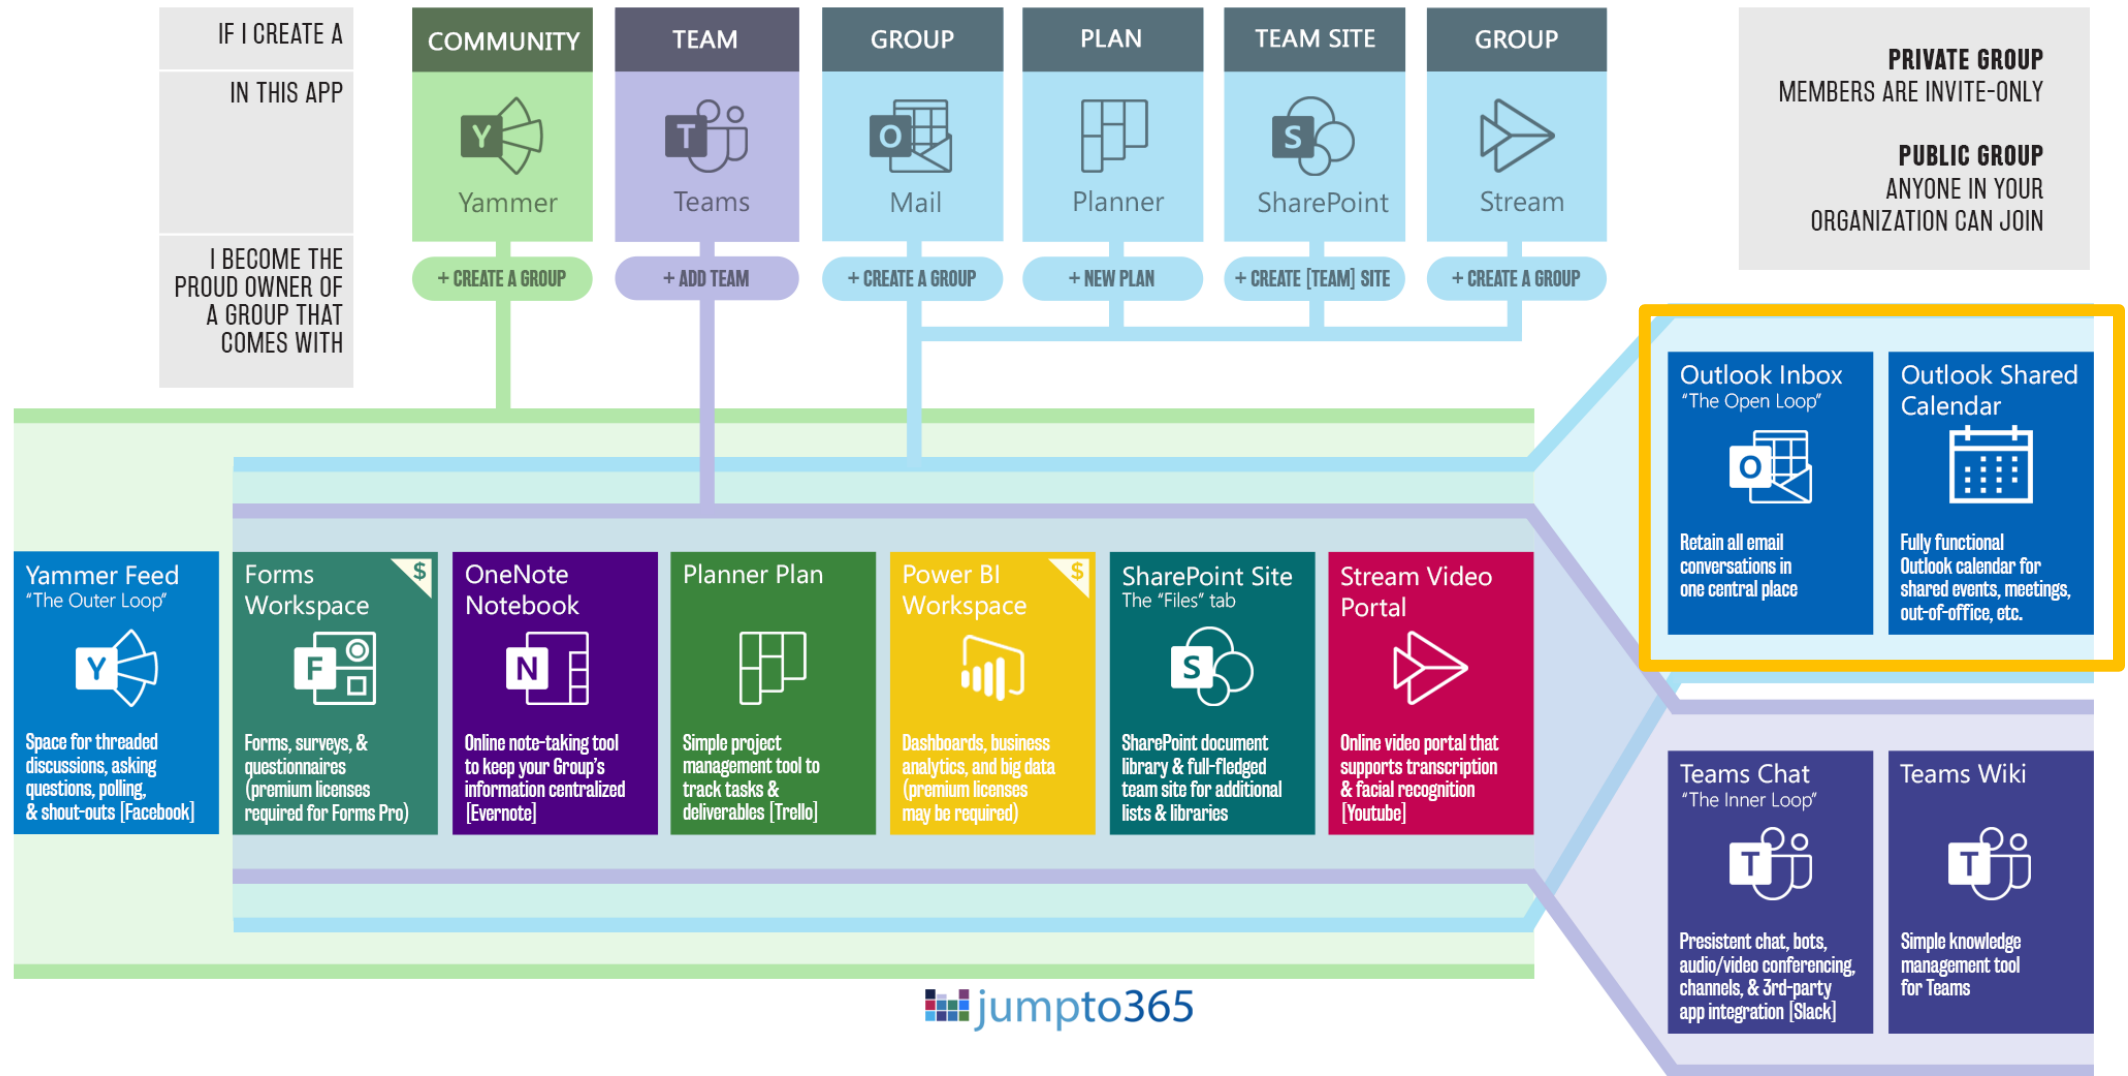 IF I CREATE A
IN THIS APP
I BECOME THE
PROUD OWNER OF
A GROUP THAT
COMES WITH
COMMUNITY
Y
Yammer
+ CREATE A GROUP
TEAM
T
Teams
+ ADD TEAM
GROUP
O
Mail
+ CREATE A GROUP
PLAN
Planner
+ NEW PLAN
TEAM SITE
S
SharePoint
+ CREATE [TEAM] SITE
GROUP
Stream
+ CREATE A GROUP
PRIVATE GROUP
MEMBERS ARE INVITE-ONLY
PUBLIC GROUP
ANYONE IN YOUR
ORGANIZATION CAN JOIN
Outlook Inbox
"The Open Loop"
O
Retain all email
conversations in
one central place
Outlook Shared
Calendar
Fully functional
Outlook calendar for
shared events, meetings,
out-of-office, etc.
Yammer Feed
"The Outer Loop"
Y
Space for threaded
discussions, asking
questions, polling,
& shout-outs [Facebook]
Forms
Workspace
$
F
Forms, surveys, &
questionnaires
(premium licenses
required for Forms Pro)
OneNote
Notebook
N
Online note-taking tool
to keep your Group's
information centralized
[Evernote]
Planner Plan
Simple project
management tool to
track tasks &
deliverables [Trello]
Power BI
Workspace
$
Dashboards, business
analytics, and big data
(premium licenses
may be required)
SharePoint Site
The "Files" tab
S
SharePoint document
library & full-fledged
team site for additional
lists & libraries
Stream Video
Portal
Online video portal that
supports transcription
& facial recognition
[Youtube]
Teams Chat
"The Inner Loop"
T
Presistent chat, bots,
audio/video conferencing,
channels, & 3rd-party
app integration [Slack]
Teams Wiki
T
Simple knowledge
management tool
for Teams
jumpto365